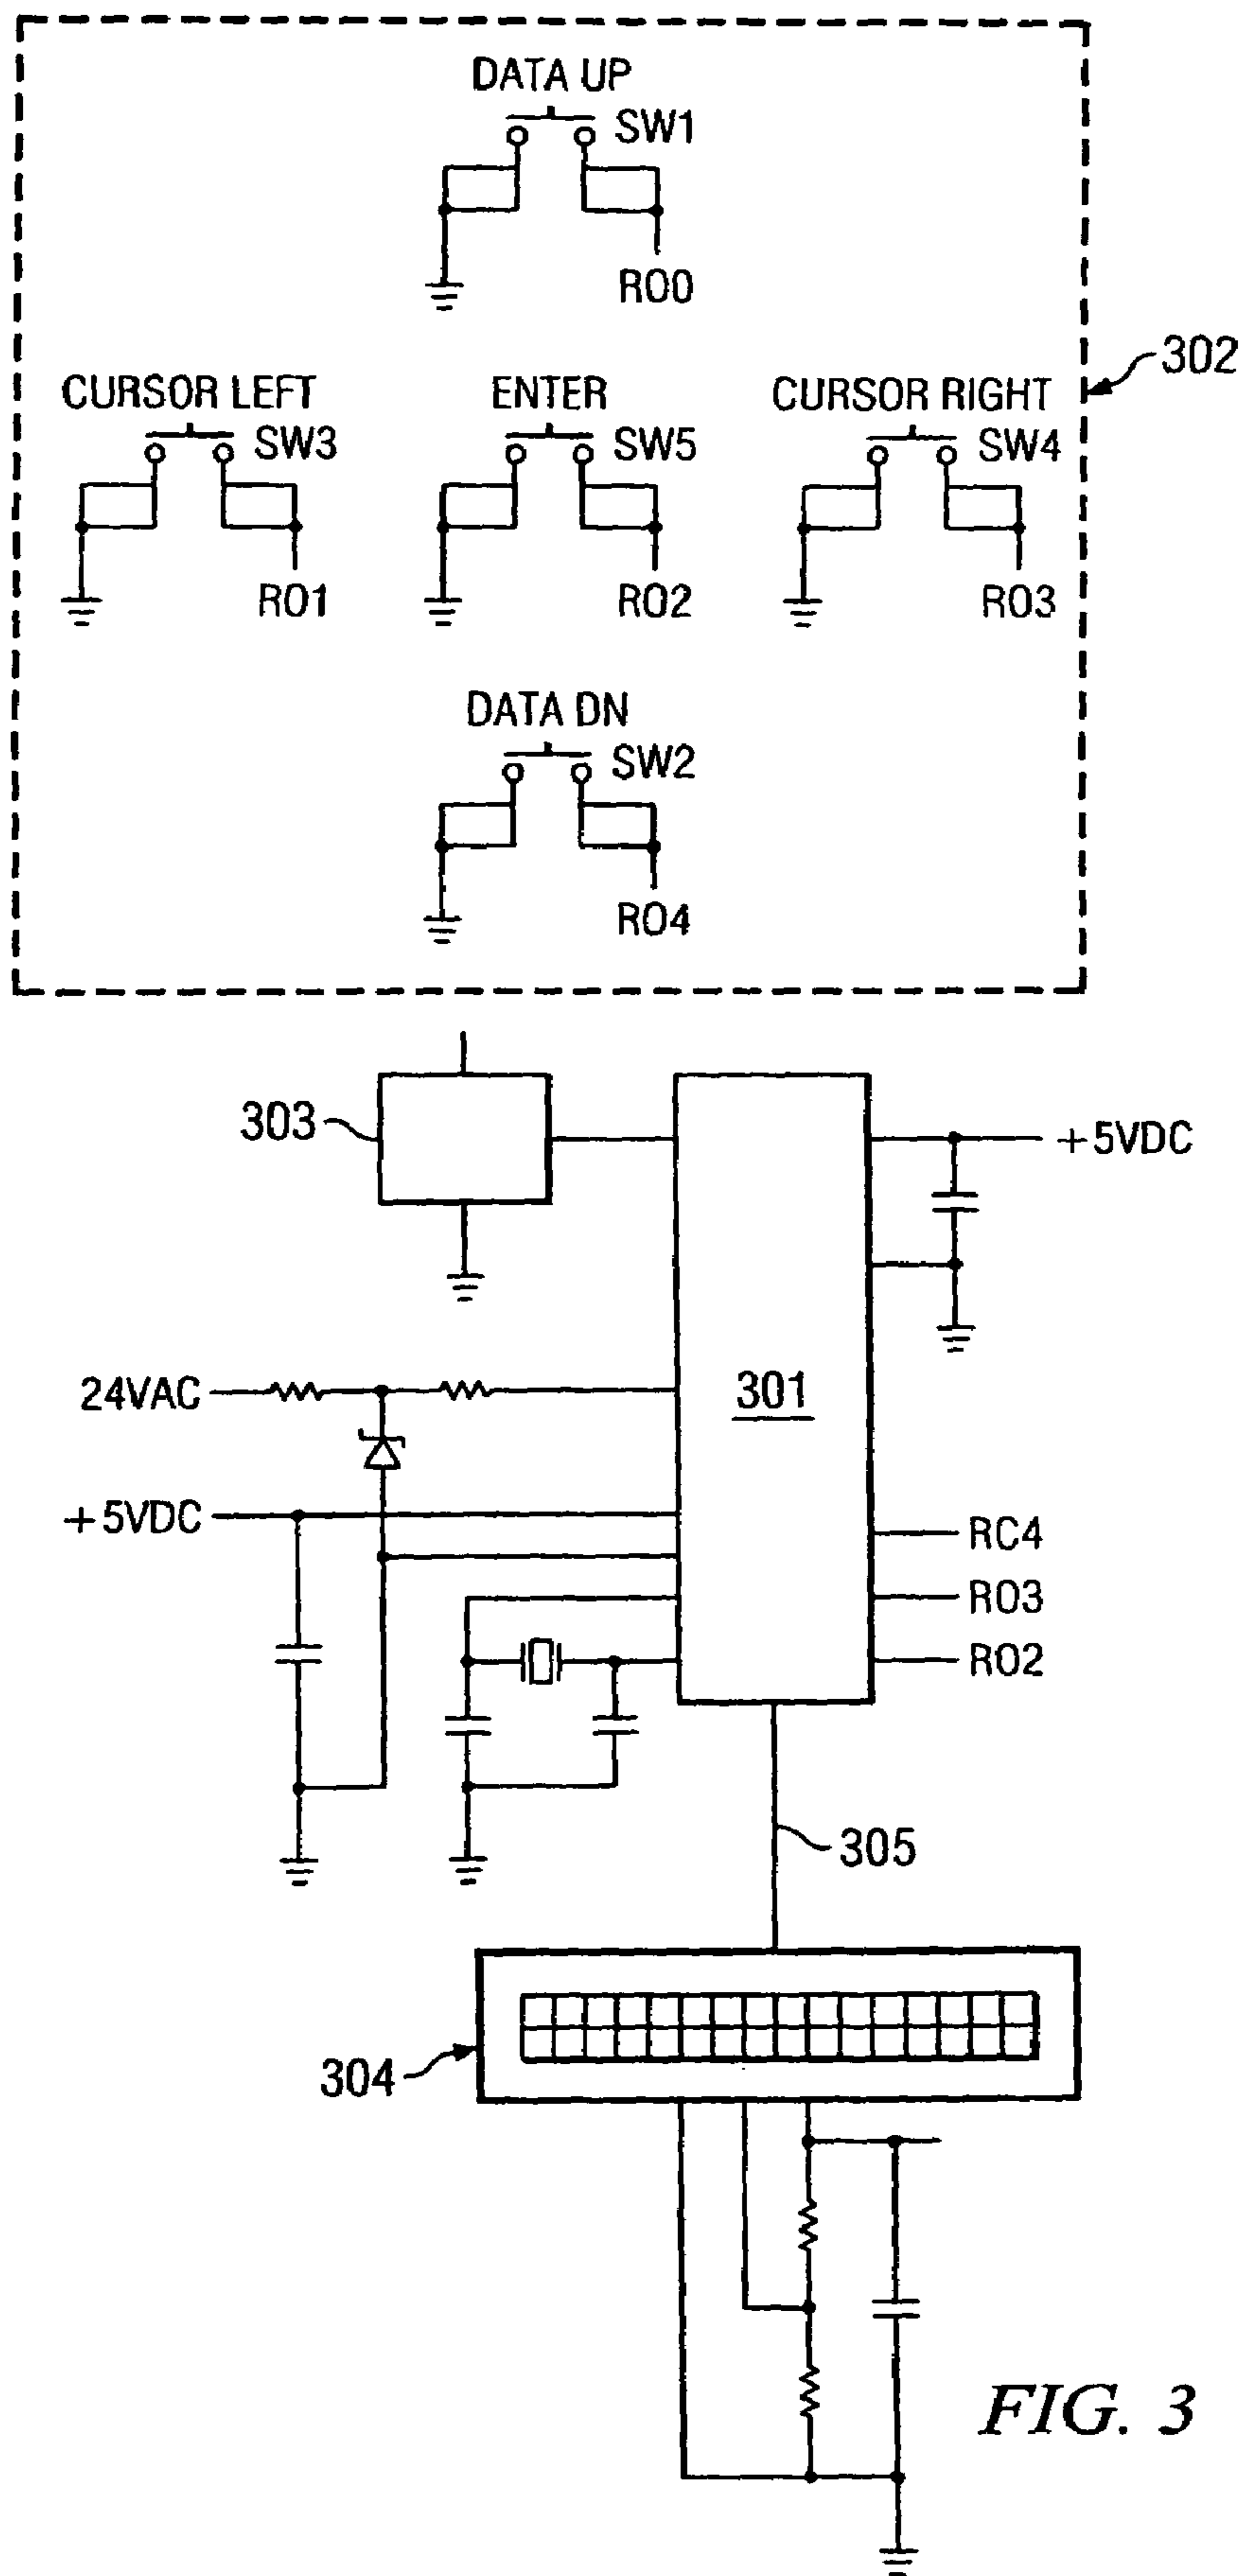 DATA UP
SW1
RO0
302
CURSOR LEFT
SW3
RO1
ENTER
SW5
RO2
CURSOR RIGHT
SW4
RO3
DATA DN
SW2
RO4
303
+5VDC
24VAC
301
+5VDC
RC4
RO3
RO2
305
304
FIG. 3